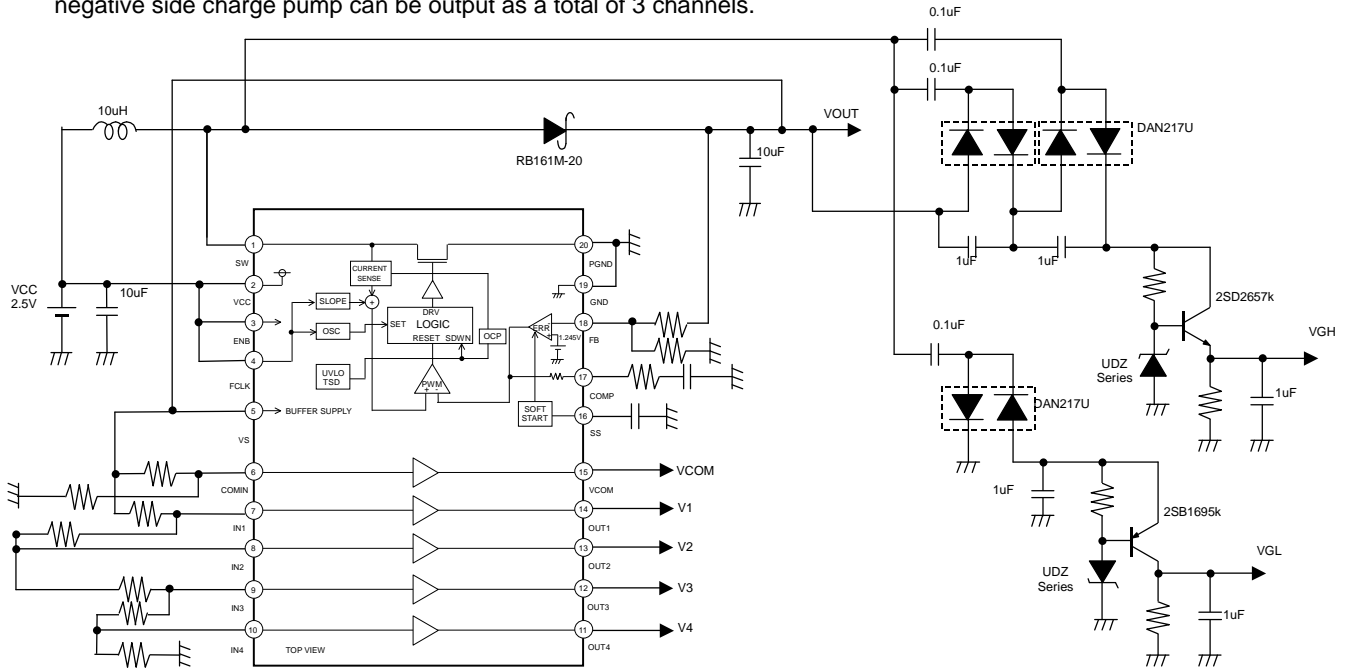 negative side charge pump can be output as a total of 3 channels.
0.1uF
0.1uF
10uH
VOUT
DAN217U
RB161M-20
10uF
1
SW
20
PGND
1uF
1uF
VCC
2.5V
10uF
2
VCC
CURRENT
SENSE
19
GND
2SD2657k
3
ENB
SLOPE
+
DRV
LOGIC
SET
RESET SDWN
OSC
OCP
ERR
+
-
1.245V
18
FB
0.1uF
VGH
UDZ
Series
4
FCLK
UVLO
TSD
PWM
+ -
17
COMP
1uF
5
BUFFER SUPPLY
VS
SOFT
START
16
SS
DAN217U
6
COMIN
15
VCOM
VCOM
1uF
7
IN1
14
OUT1
V1
2SB1695k
8
IN2
13
OUT2
V2
VGL
UDZ
Series
9
IN3
12
OUT3
V3
1uF
10
IN4
TOP VIEW
11
OUT4
V4